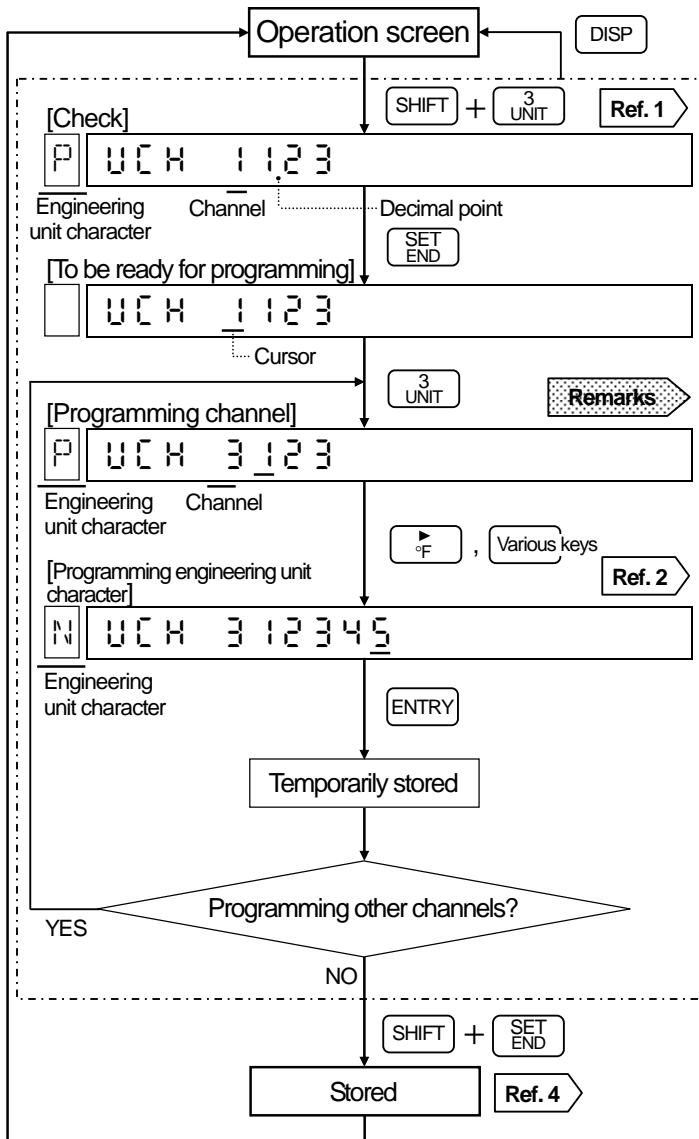 Operation screen
DISP
SHIFT + 3 UNIT
Ref. 1
[Check]
P UCH 11.23
Engineering unit character
Channel
Decimal point
SET END
[To be ready for programming]
UCH 1123
Cursor
3 UNIT
Remarks
[Programming channel]
P UCH 3123
Engineering unit character
Channel
► °F , Various keys
Ref. 2
[Programming engineering unit character]
N UCH 312345
Engineering unit character
ENTRY
Temporarily stored
Programming other channels?
YES
NO
SHIFT + SET END
Stored
Ref. 4